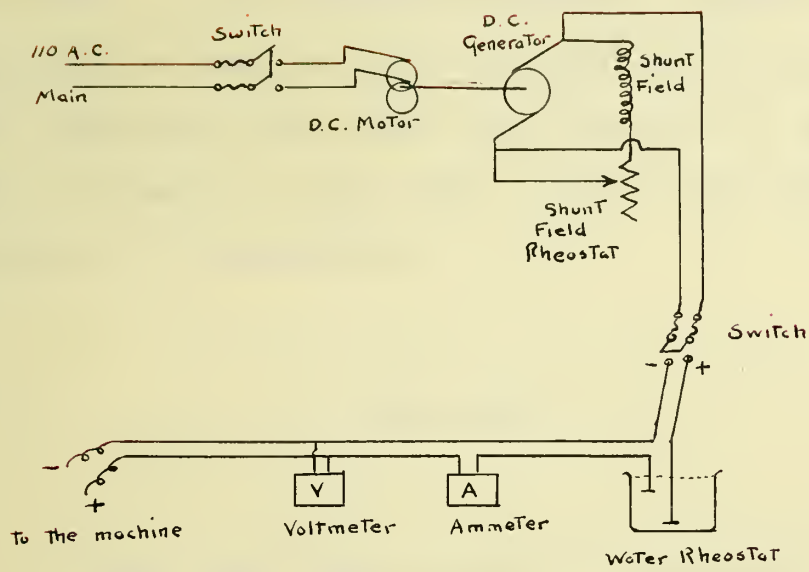 110 A.C.
Main
Switch
D.C. Motor
D.C.
Generator
Shunt
Field
Shunt
Field
Rheostat
Switch
- +
-
+
to the machine
V
Voltmeter
A
Ammeter
Water Rheostat